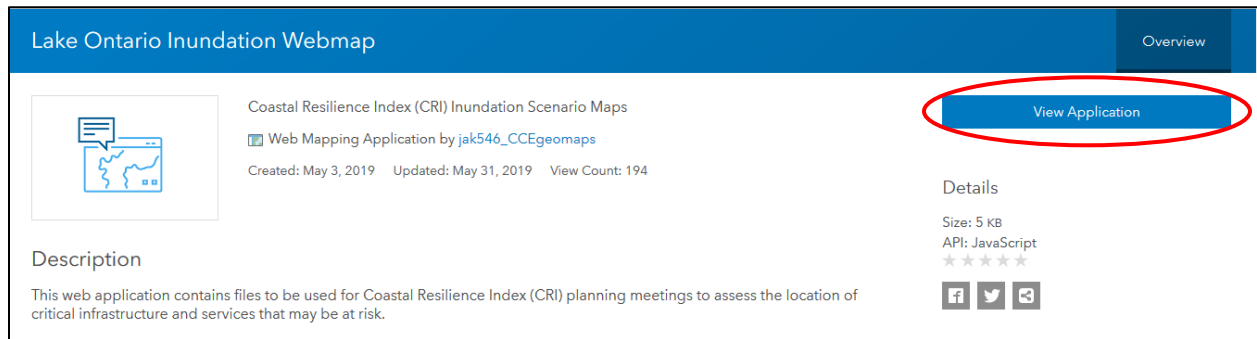 Lake Ontario Inundation Webmap
Overview
Coastal Resilience Index (CRI) Inundation Scenario Maps
Web Mapping Application by jak546_CCEgeomaps
Created: May 3, 2019 Updated: May 31, 2019 View Count: 194
View Application
Details
Size: 5 KB
API: JavaScript
Description
This web application contains files to be used for Coastal Resilience Index (CRI) planning meetings to assess the location of
critical infrastructure and services that may be at risk.